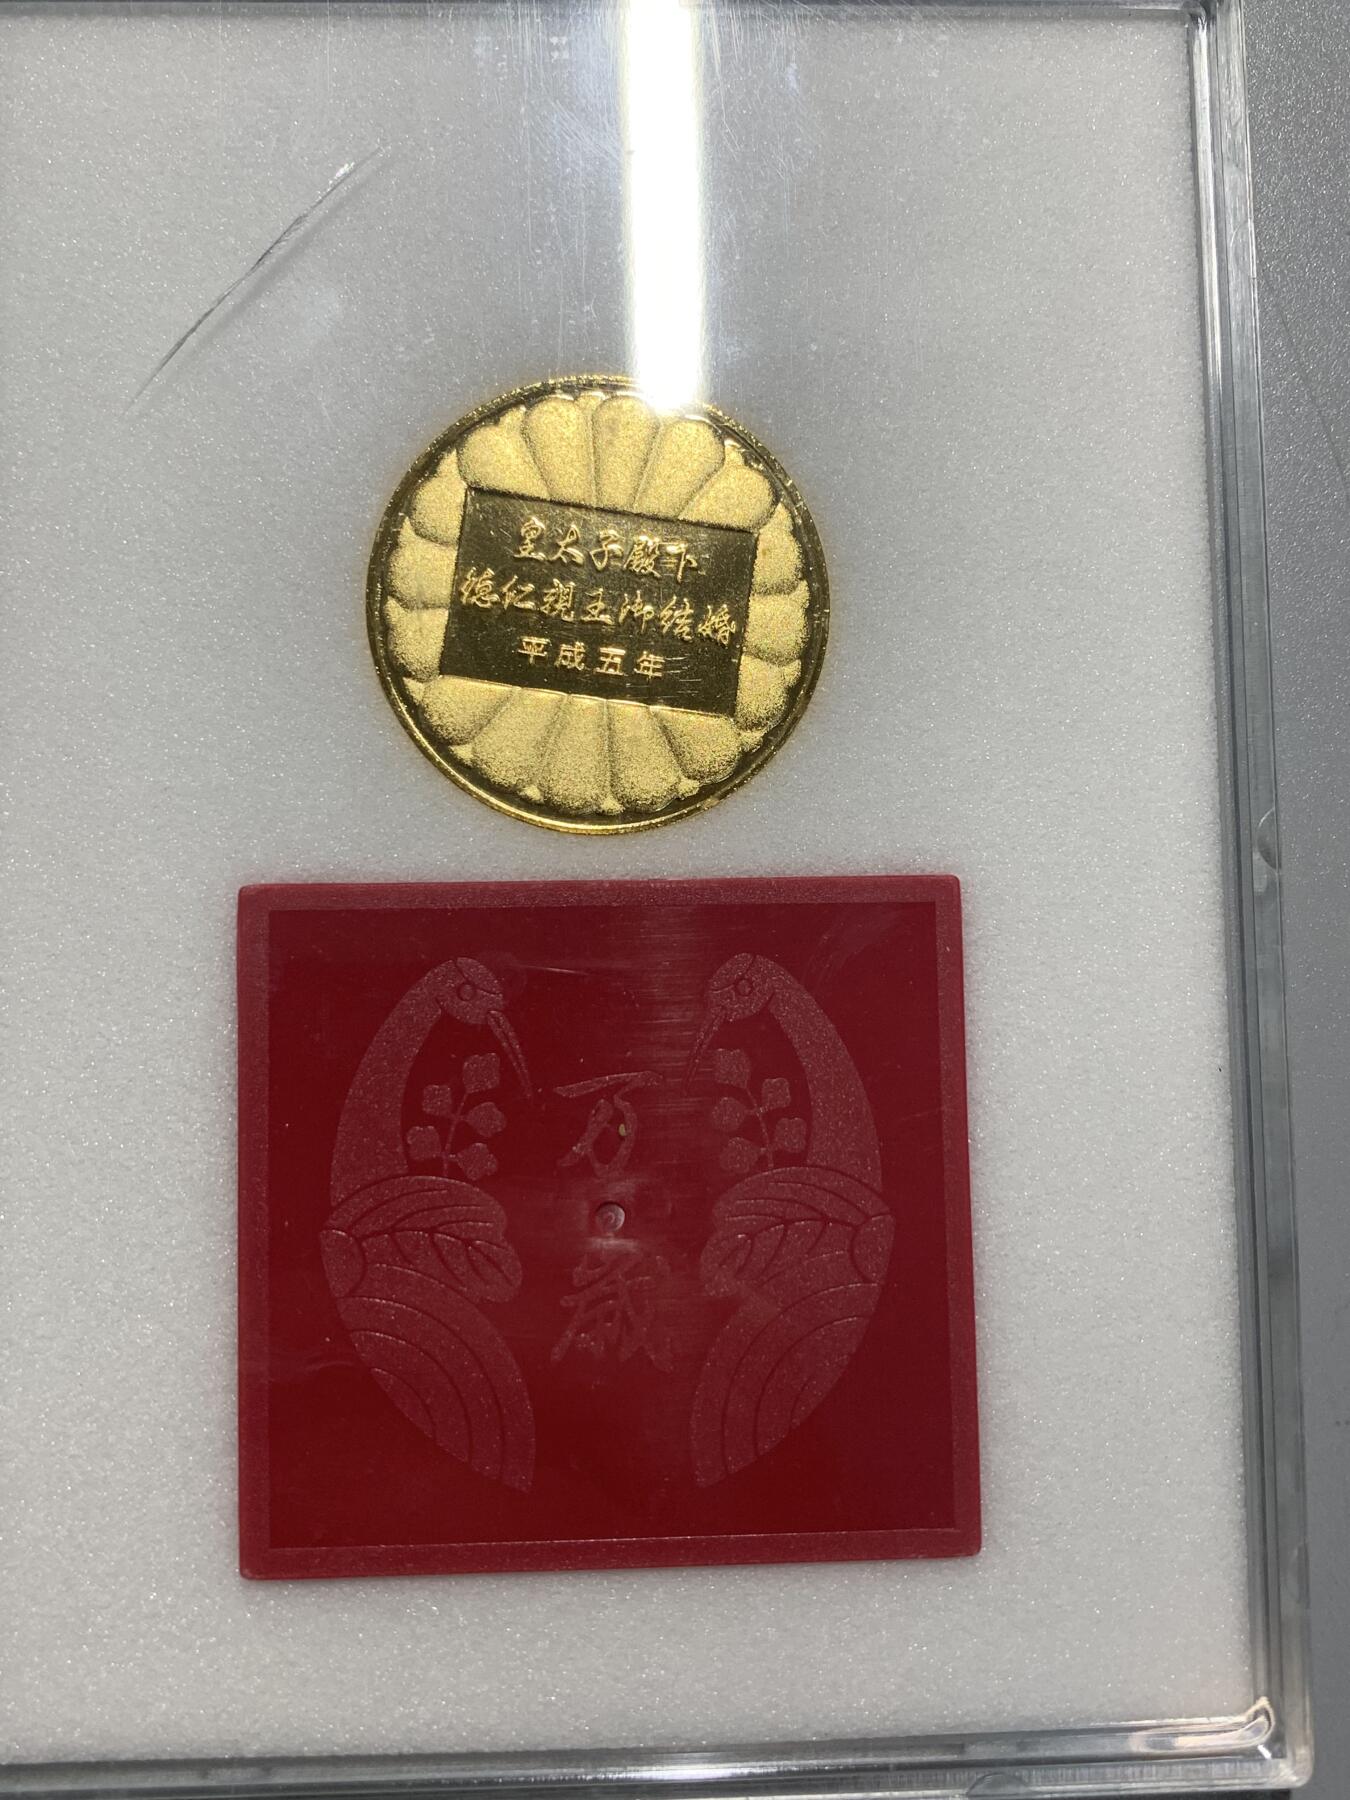 皇太子殿下
徳仁親王御結婚
平成五年
万
歳